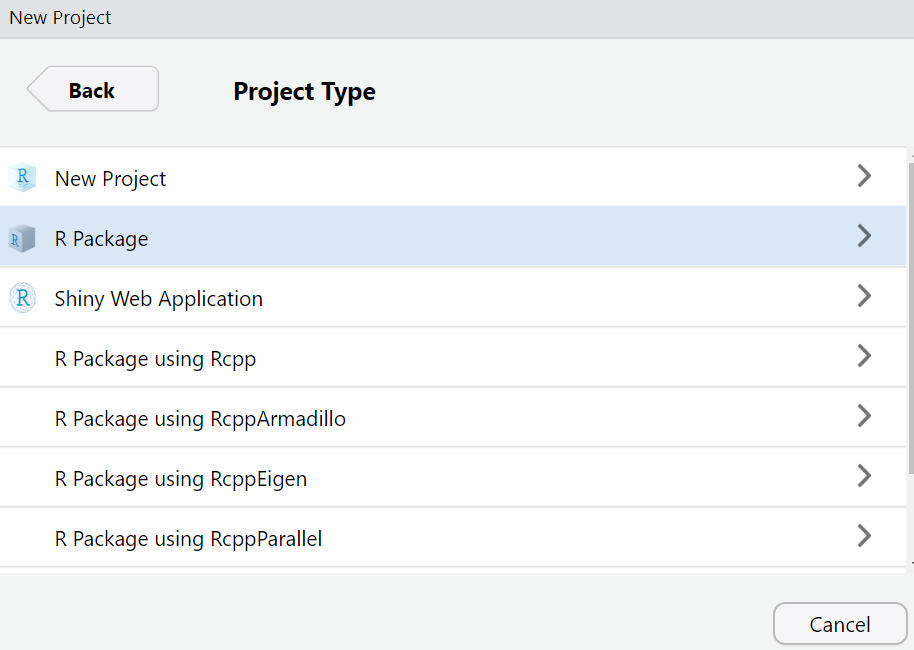 New Project
Back
Project Type
R New Project
R R Package
R Shiny Web Application
R Package using Rcpp
R Package using RcppArmadillo
R Package using RcppEigen
R Package using RcppParallel
Cancel